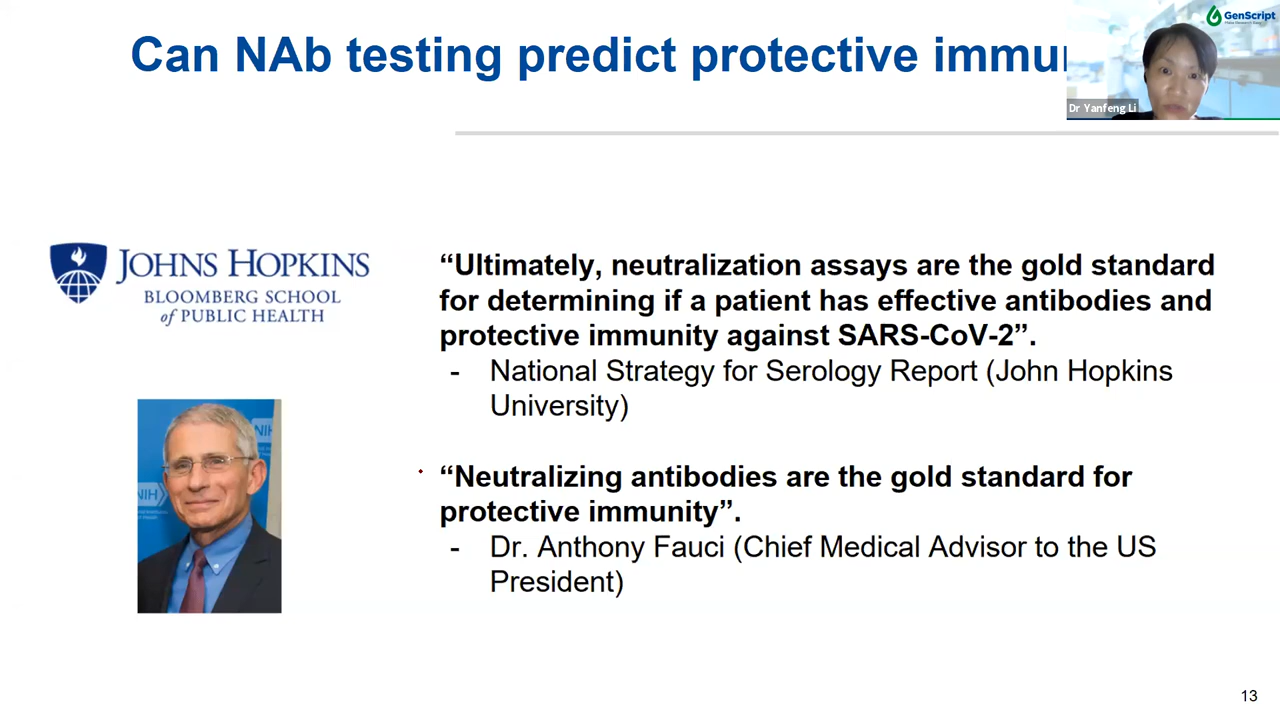 Can NAb testing predict protective immu
GenScript
Dr Yanfeng Li
JOHNS HOPKINS
BLOOMBERG SCHOOL
of PUBLIC HEALTH
“Ultimately, neutralization assays are the gold standard
for determining if a patient has effective antibodies and
protective immunity against SARS-CoV-2”.
- National Strategy for Serology Report (John Hopkins
University)
NIH
NIH
“Neutralizing antibodies are the gold standard for
protective immunity”.
- Dr. Anthony Fauci (Chief Medical Advisor to the US
President)
13